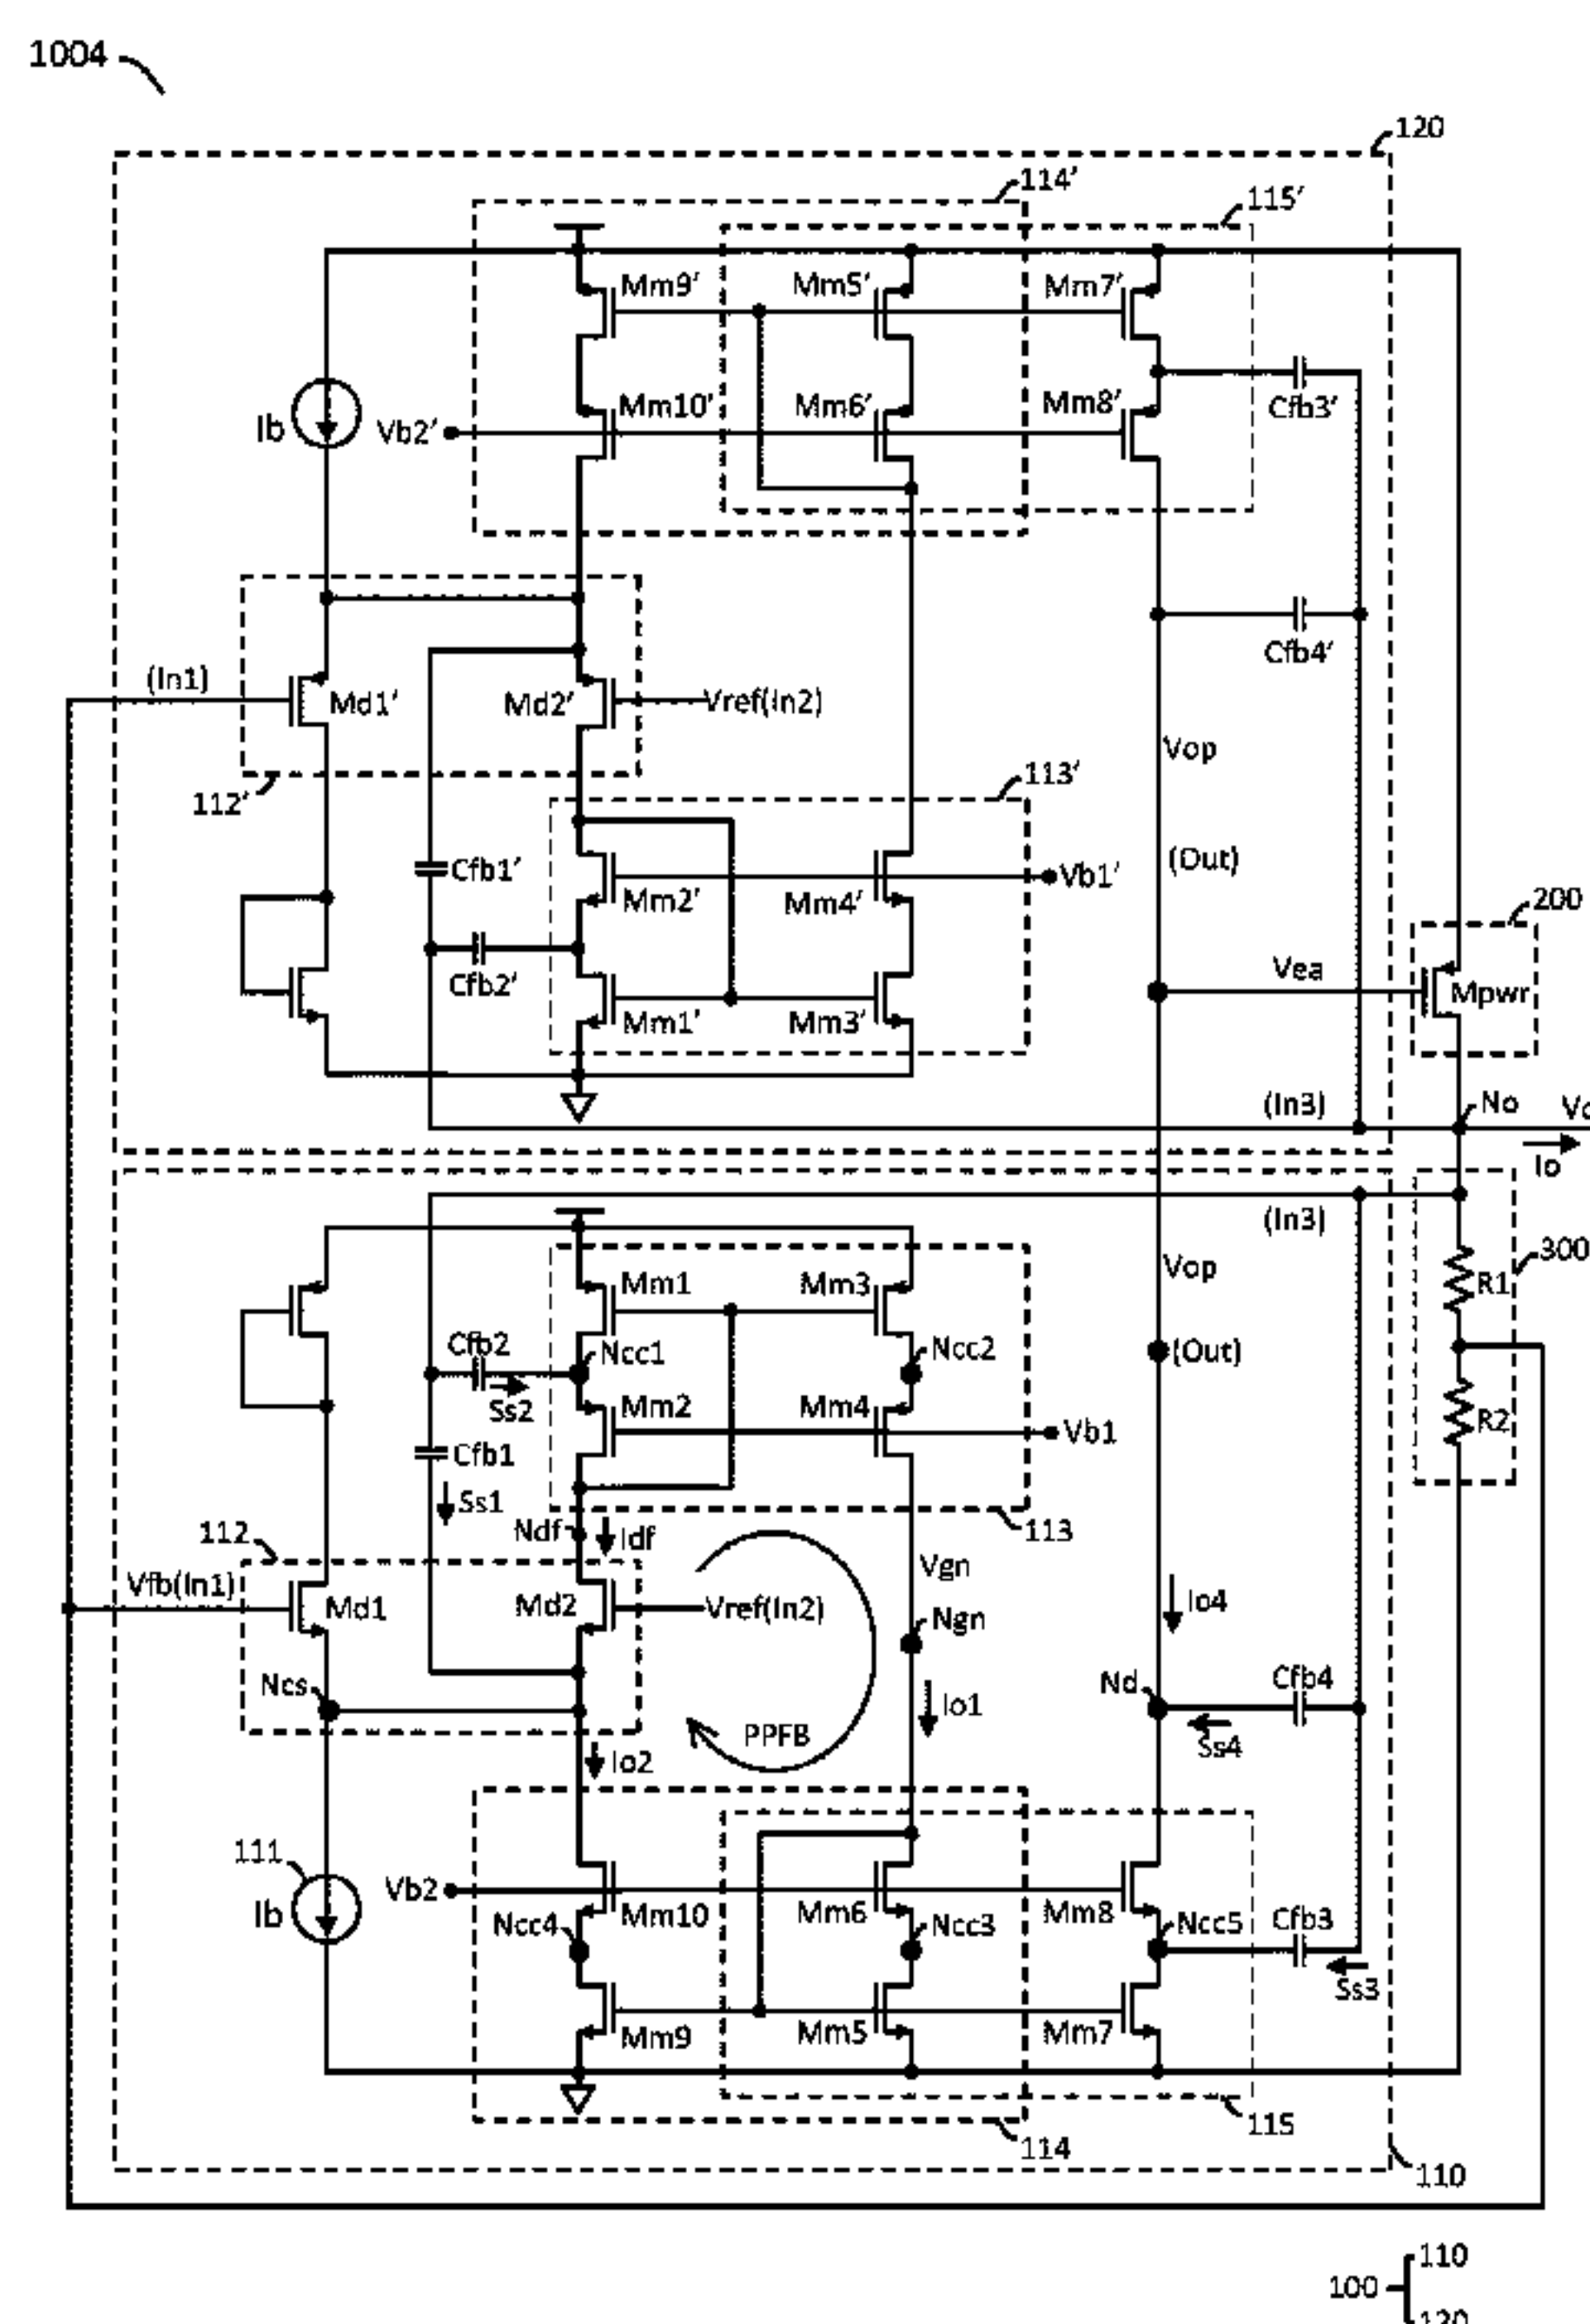 1004
120
114'
115'
Mm9'
Mm5'
Mm7'
Ib
Vb2'
Mm10'
Mm6'
Mm8'
Cfb3'
Cfb4'
(In1)
Md1'
Md2'
Vref(In2)
Vop
112'
113'
Cfb1'
(Out)
Mm2'
Mm4'
Vb1'
200
Cfb2'
Vea
Mpwr
Mm1'
Mm3'
(In3)
No
Io
(In3)
Mm1
Mm3
Vop
300
R1
Cfb2
Ncc1
Ncc2
(Out)
Ss2
Mm2
Mm4
Vb1
R2
Cfb1
Ss1
112
Ndf
Idf
113
Vgn
Vfb(In1)
Md1
Md2
Vref(In2)
Ngn
Io4
Ncs
Nd
Cfb4
PPFB
Io1
Ss4
Io2
111
Ib
Vb2
Mm10
Mm6
Mm8
Ncc4
Ncc3
Ncc5
Cfb3
Ss3
Mm9
Mm5
Mm7
115
114
110
110
100
120